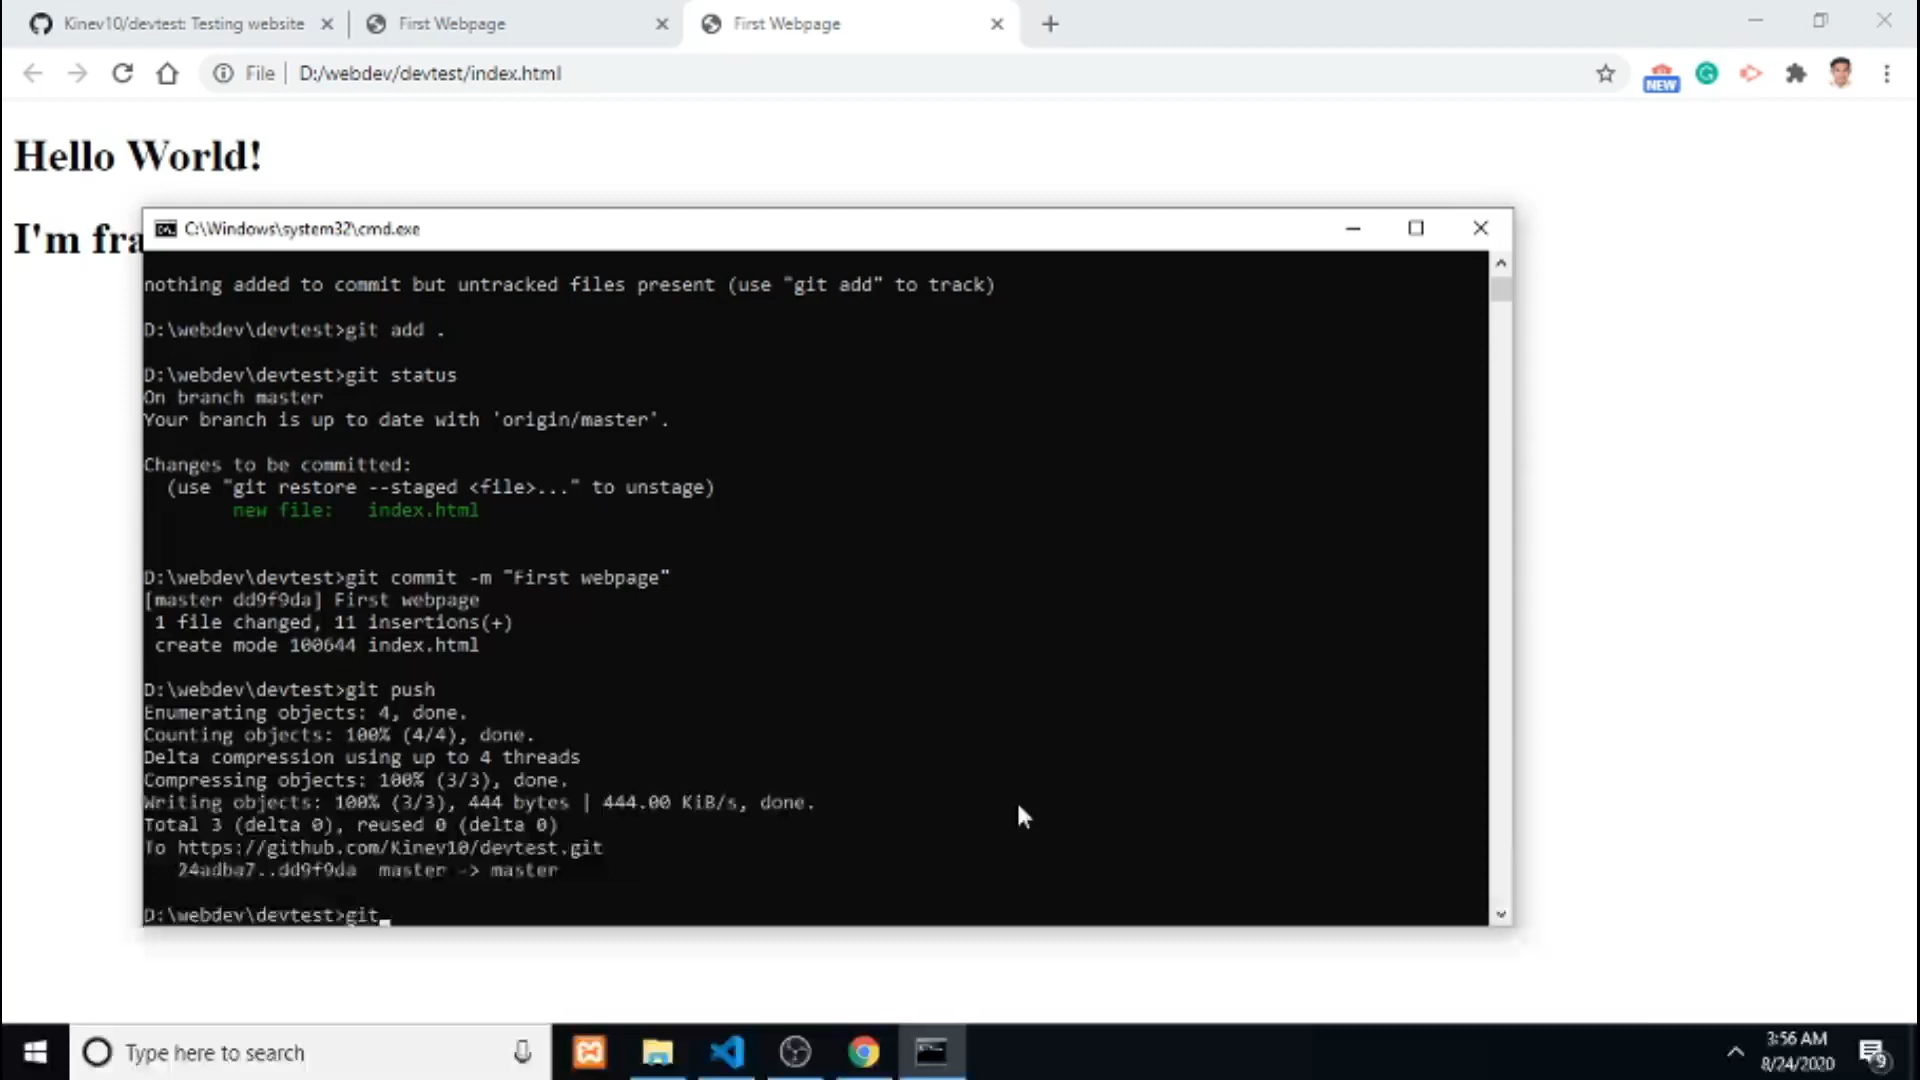 Kinev10/devtest: Testing website
First Webpage
First Webpage
File
D:/webdev/devtest/index.html
NEW
Hello World!
I'm fra
C:\Windows\system32\cmd.exe
nothing added to commit but untracked files present (use "git add" to track)
D:\webdev\devtest>git add .
D:\webdev\devtest>git status
On branch master
Your branch is up to date with 'origin/master'.
Changes to be committed:
(use "git restore --staged <file>..." to unstage)
new file: index.html
D:\webdev\devtest>git commit -m "First webpage"
[master dd9f9da] First webpage
1 file changed, 11 insertions(+)
create mode 100644 index.html
D:\webdev\devtest>git push
Enumerating objects: 4, done.
Counting objects: 100% (4/4), done.
Delta compression using up to 4 threads
Compressing objects: 100% (3/3), done.
Writing objects: 100% (3/3), 444 bytes | 444.00 KiB/s, done.
Total 3 (delta 0), reused 0 (delta 0)
To https://github.com/Kinev10/devtest.git
24adba7..dd9f9da master -> master
D:\webdev\devtest>git_
Type here to search
3:56 AM
8/24/2020
9